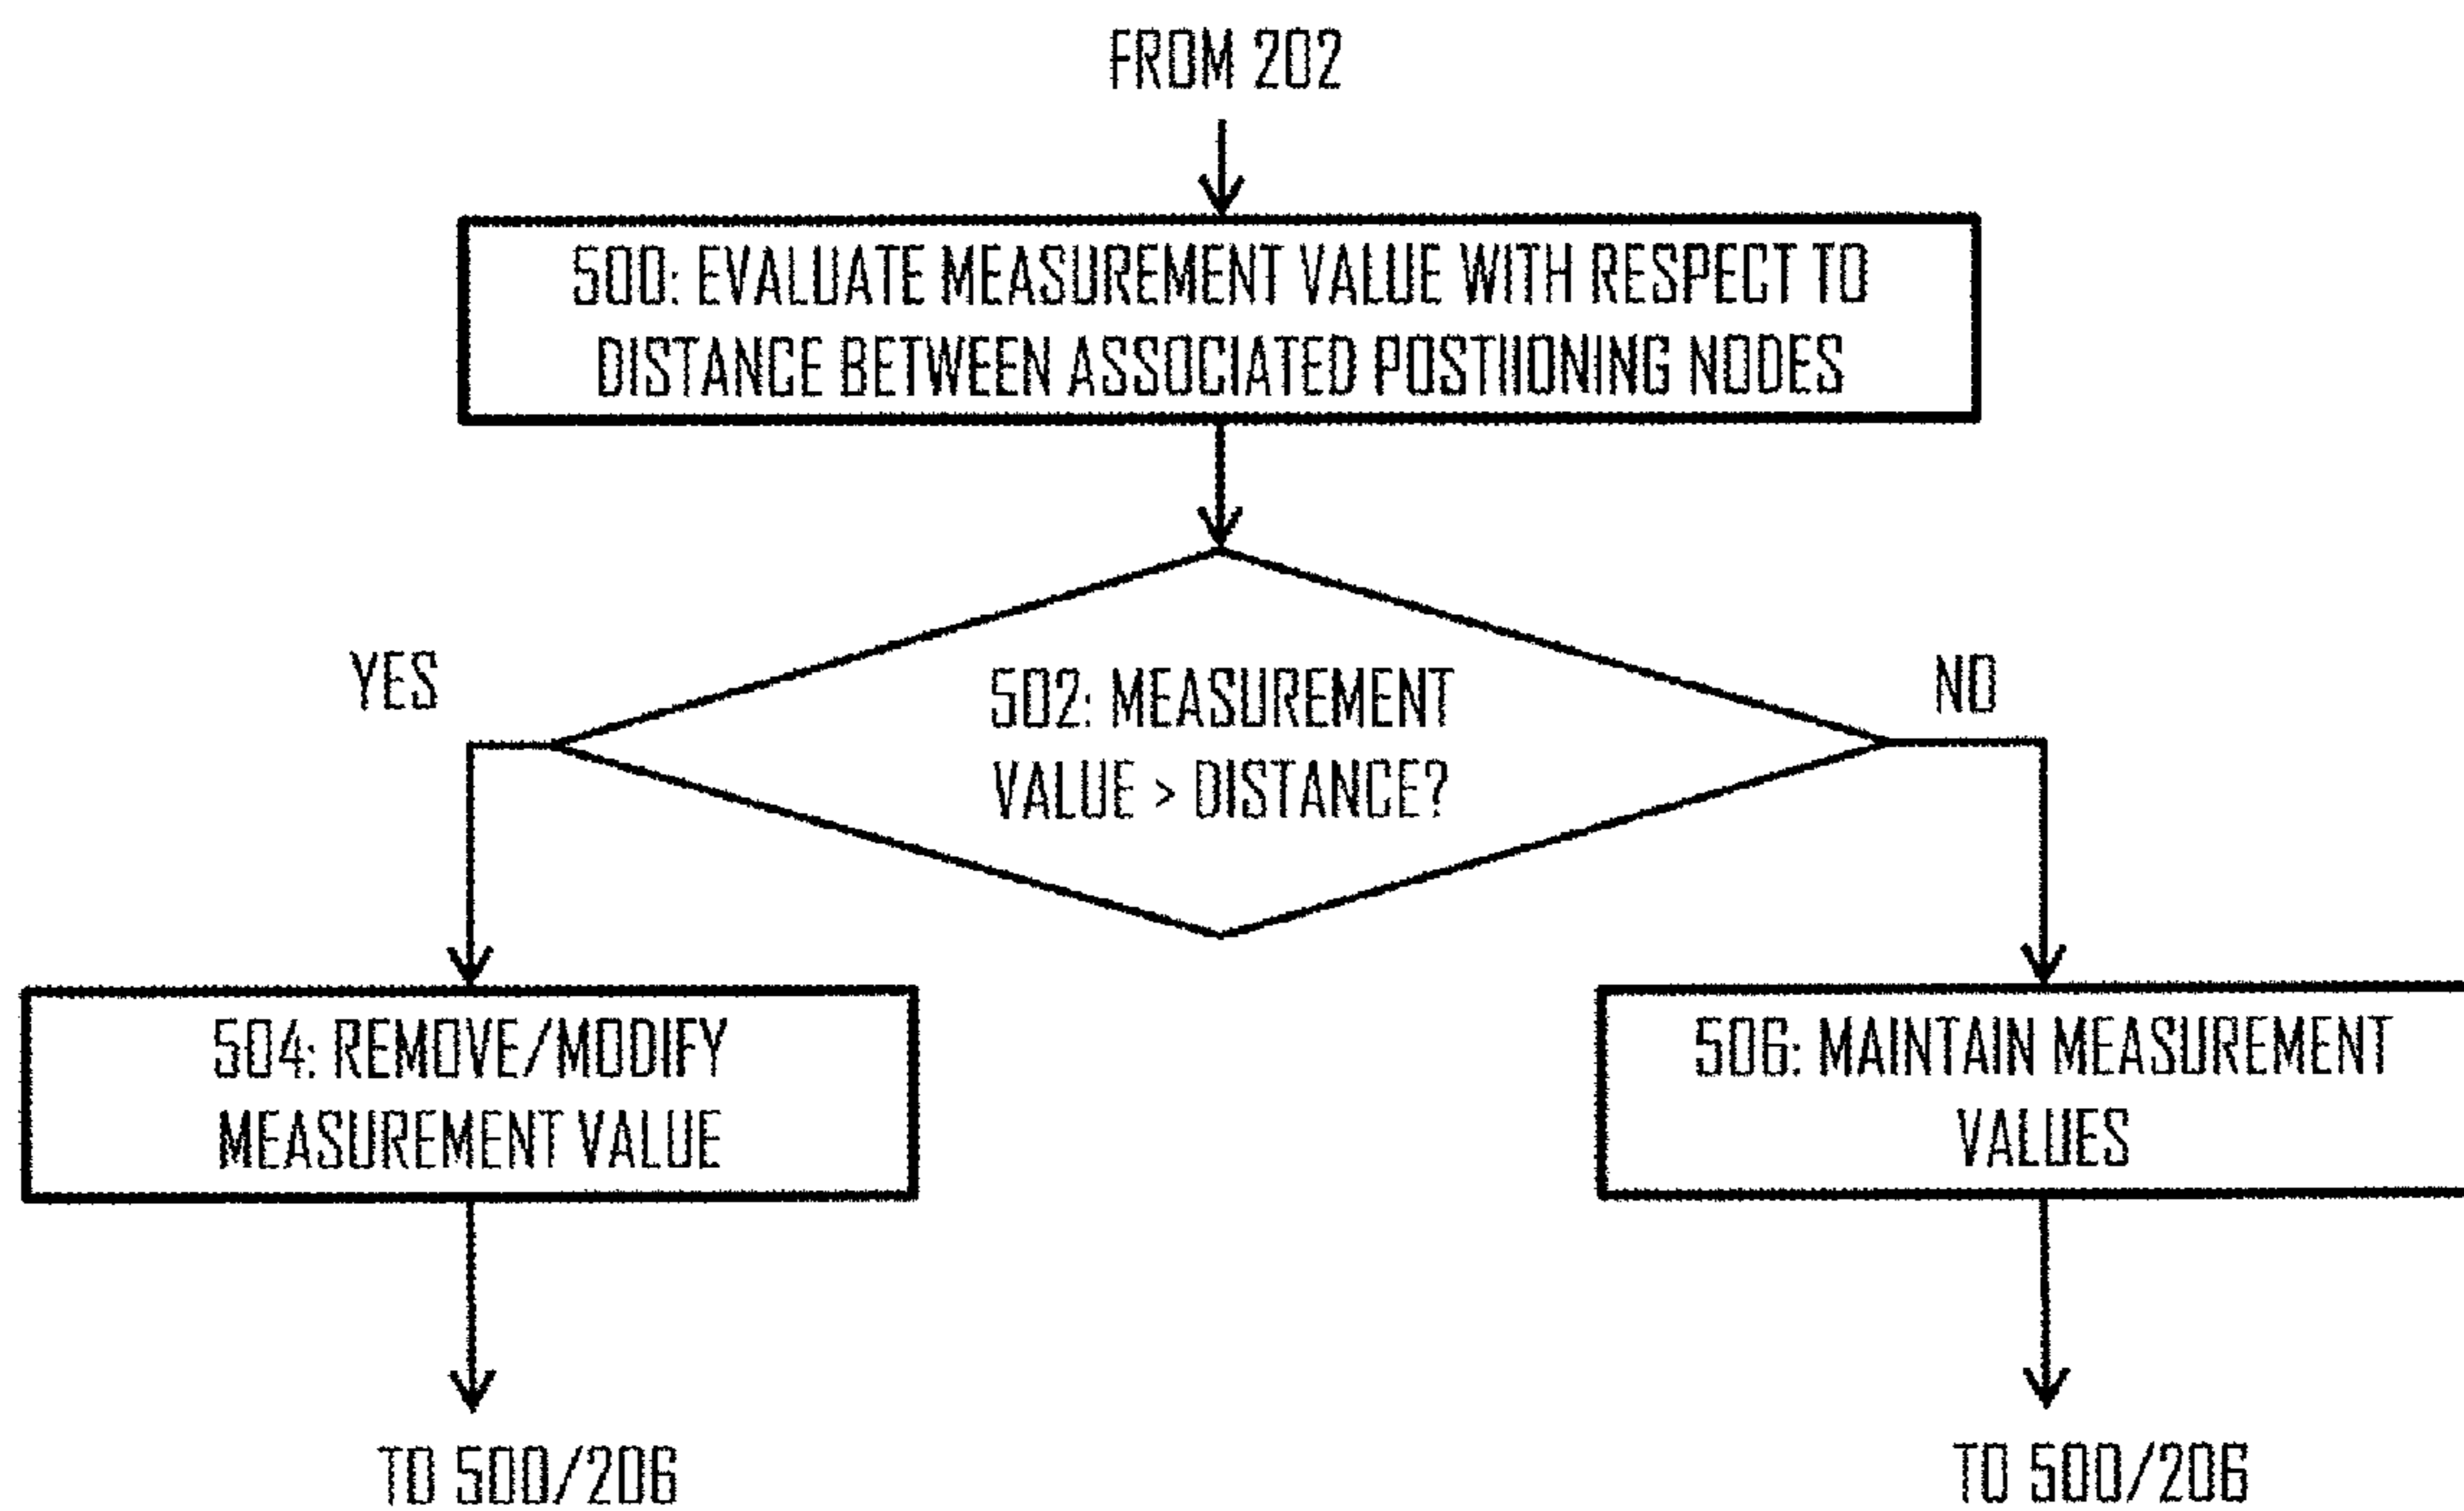 FROM 202
500: EVALUATE MEASUREMENT VALUE WITH RESPECT TO
DISTANCE BETWEEN ASSOCIATED POSITIONING NODES
YES
502: MEASUREMENT
VALUE > DISTANCE?
NO
504: REMOVE/MODIFY
MEASUREMENT VALUE
506: MAINTAIN MEASUREMENT
VALUES
TO 500/206
TO 500/206